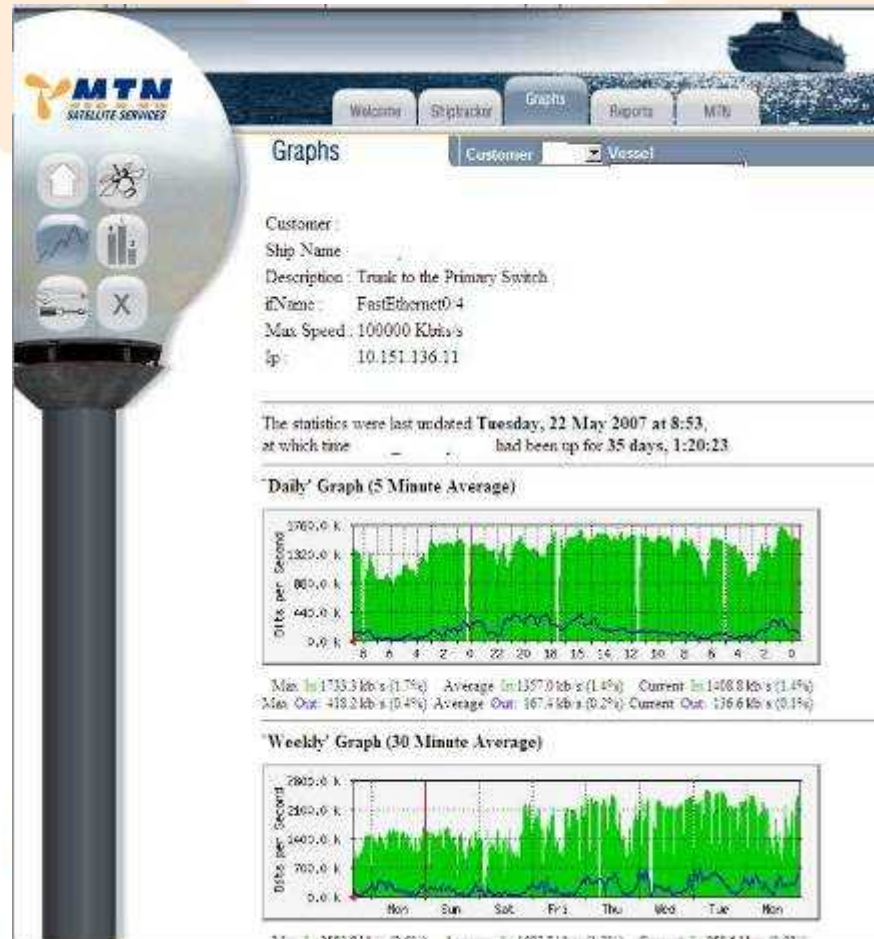 MTN
SATELLITE SERVICES
Welcome Shiptracker Graphs Reports MTN
Graphs
Customer Vessel
X
Customer :
Ship Name
Description : Trunk to the Primary Switch
ifName : FastEthernet0/4
Max Speed : 100000 Kbits/s
Ip : 10.151.136.11
The statistics were last updated Tuesday, 22 May 2007 at 8:53,
at which time had been up for 35 days, 1:20:23
`Daily' Graph (5 Minute Average)
Bits per Second
1760.0 k
1320.0 k
880.0 k
440.0 k
0.0 k
8 6 4 2 0 22 20 18 16 14 12 10 8 6 4 2 0
Max In:1733.3 kb/s (1.7%) Average In:1357.0 kb/s (1.4%) Current In:1408.8 kb/s (1.4%)
Max Out: 418.2 kb/s (0.4%) Average Out: 167.4 kb/s (0.2%) Current Out: 136.6 kb/s (0.1%)
`Weekly' Graph (30 Minute Average)
Bits per Second
2800.0 k
2100.0 k
1400.0 k
700.0 k
0.0 k
Mon Sun Sat Fri Thu Wed Tue Mon